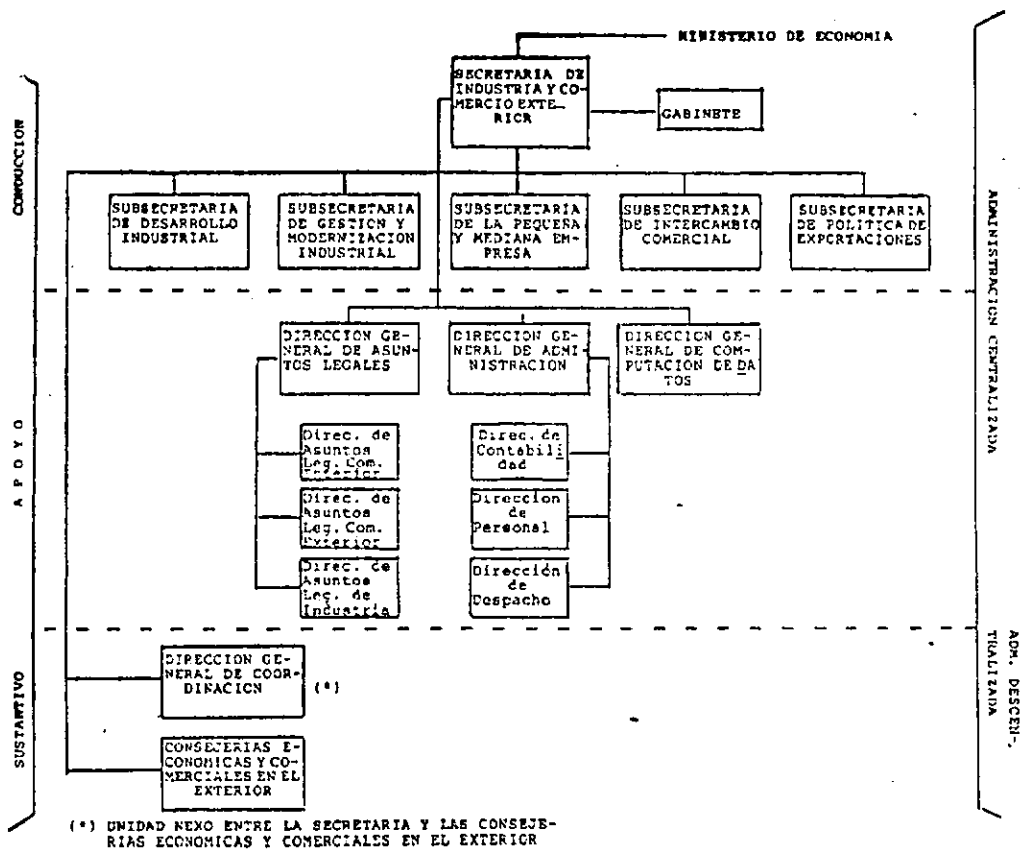 MINISTERIO DE ECONOMIA
SECRETARIA DE
INDUSTRIA Y CO-
MERCIO EXTE_
RIOR
GABINETE
CONDUCCION
SUBSECRETARIA
DE DESARROLLO
INDUSTRIAL
SUBSECRETARIA
DE GESTION Y
MODERNIZACION
INDUSTRIAL
SUBSECRETARIA
DE LA PEQUEÑA
Y MEDIANA EM-
PRESA
SUBSECRETARIA
DE INTERCAMBIO
COMERCIAL
SUBSECRETARIA
DE POLITICA DE
EXPORTACIONES
ADMINISTRACION CENTRALIZADA
APOYO
DIRECCION GE-
NERAL DE ASUN-
TOS LEGALES
DIRECCION GE-
NERAL DE ADMI-
NISTRACION
DIRECCION GE-
NERAL DE COM-
PUTACION DE DA
TOS
Direc. de
Asuntos
Leg. Com.
Exterior
Direc. de
Asuntos
Leg. Com.
Exterior
Direc. de
Asuntos
Leg. de
Industria
Direc. de
Contabili
dad
Direccion
de
Personal
Dirección
de
Despacho
SUSTANTIVO
DIRECCION GE-
NERAL DE COOR-
DINACION
(*)
CONSEJERIAS E-
CONOMICAS Y CO-
MERCIALES EN EL
EXTERIOR
ADM. DESCEN-
TRALIZADA
(*) UNIDAD NEXO ENTRE LA SECRETARIA Y LAS CONSEJE-
RIAS ECONOMICAS Y COMERCIALES EN EL EXTERIOR